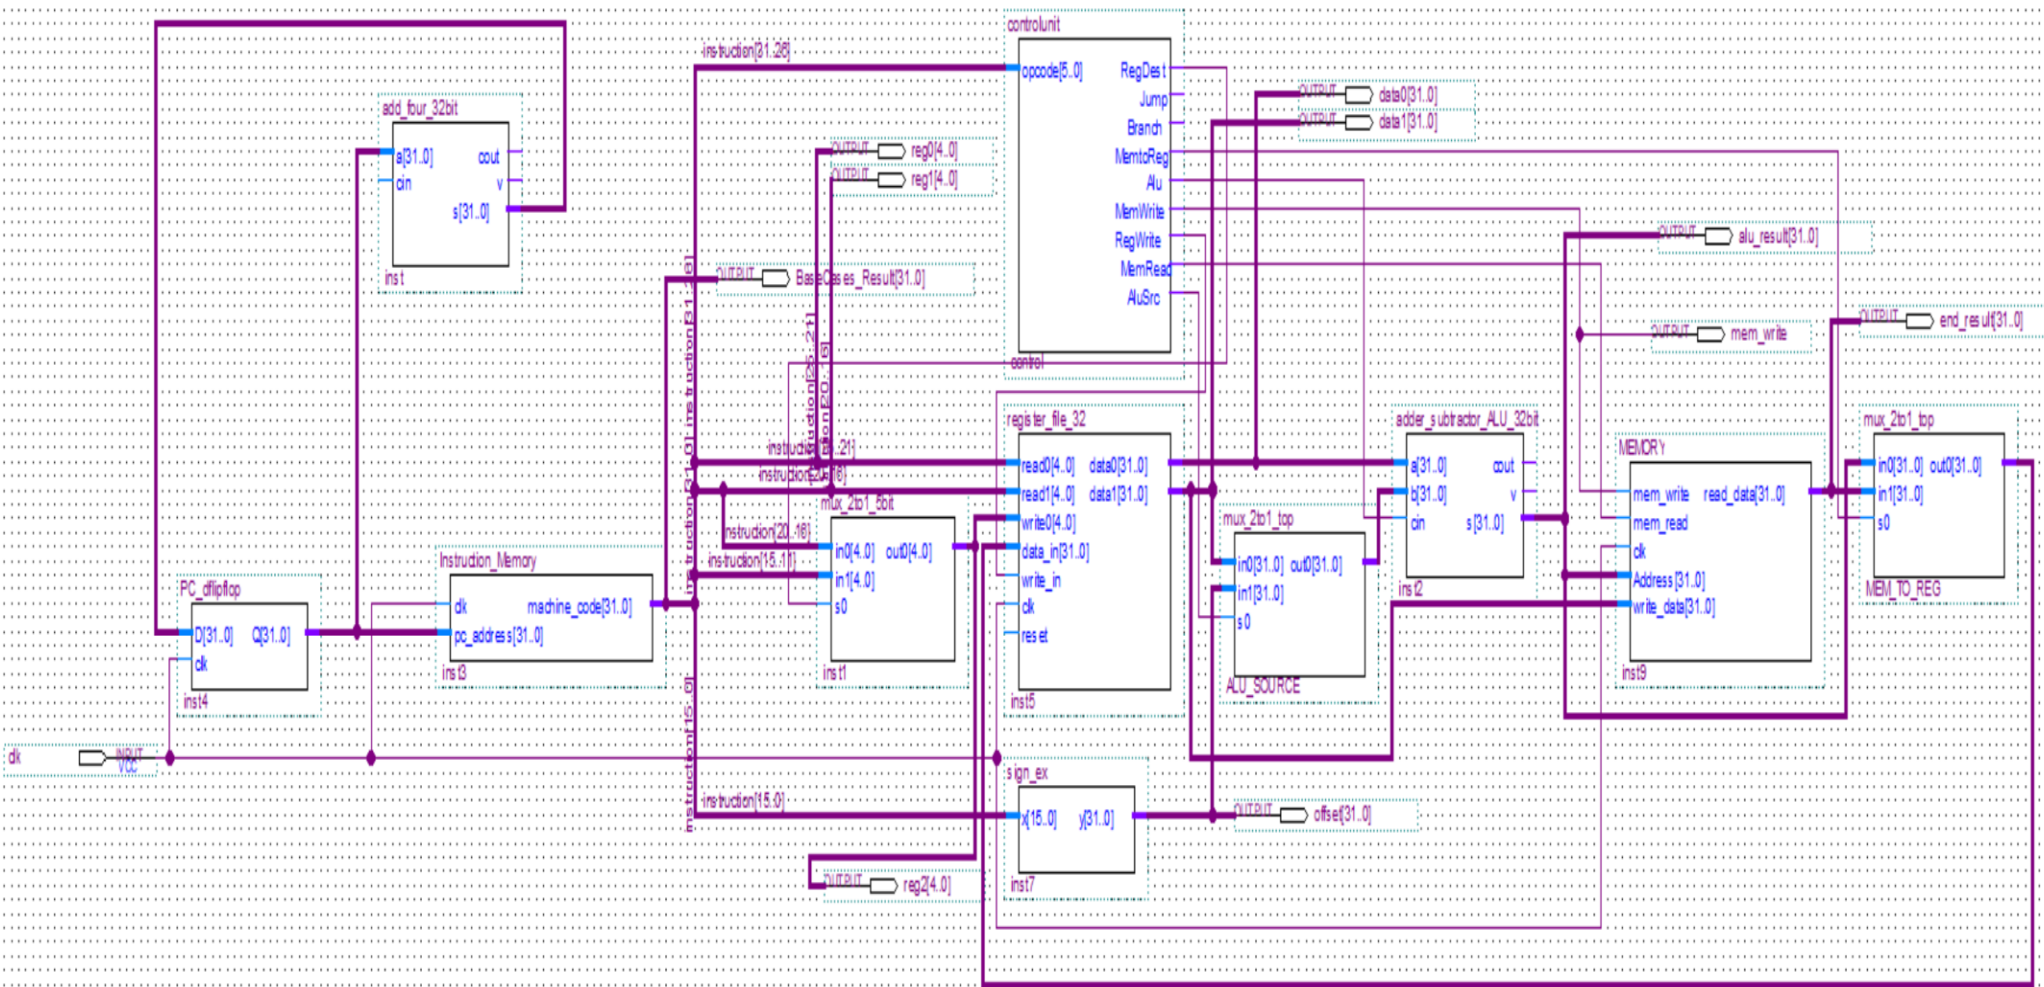 controlunit
instruction[31..26]
opcode[5..0]
RegDest
Jump
Branch
MemtoReg
Alu
MemWrite
RegWrite
MemRead
AluSrc
control
OUTPUT
data0[31..0]
OUTPUT
data1[31..0]
add_four_32bit
a[31..0]
cout
cin
v
s[31..0]
inst
OUTPUT
reg0[4..0]
OUTPUT
reg1[4..0]
OUTPUT
BaseCases_Result[31..0]
OUTPUT
alu_result[31..0]
OUTPUT
mem_write
OUTPUT
end_result[31..0]
PC_dflipflop
D[31..0]
Q[31..0]
clk
inst4
Instruction_Memory
clk
machine_code[31..0]
pc_address[31..0]
inst3
instruction[31..0]
mux_2to1_5bit
instruction[15..11]
in0[4..0]
out0[4..0]
in1[4..0]
s0
inst1
register_file_32
read0[4..0]
data0[31..0]
read1[4..0]
data1[31..0]
write0[4..0]
data_in[31..0]
write_in
clk
reset
inst5
mux_2to1_top
in0[31..0]
out0[31..0]
in1[31..0]
s0
ALU_SOURCE
adder_subtractor_ALU_32bit
a[31..0]
cout
b[31..0]
v
cin
s[31..0]
inst2
MEMORY
mem_write
read_data[31..0]
mem_read
clk
Address[31..0]
write_data[31..0]
inst9
mux_2to1_top
in0[31..0]
out0[31..0]
in1[31..0]
s0
MEM_TO_REG
clk
INPUT
VCC
instruction[15..0]
instruction[15..0]
sign_ex
x[15..0]
y[31..0]
inst7
OUTPUT
offset[31..0]
OUTPUT
reg2[4..0]